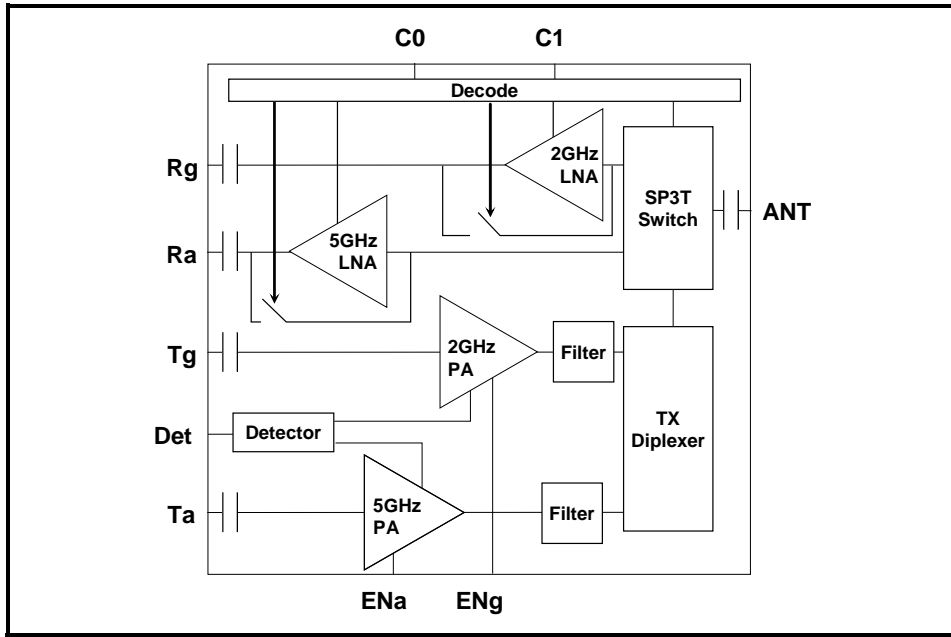 C0
C1
Decode
Rg
2GHz
LNA
SP3T
Switch
ANT
Ra
5GHz
LNA
Tg
2GHz
PA
Filter
TX
Diplexer
Det
Detector
Ta
5GHz
PA
Filter
ENa
ENg